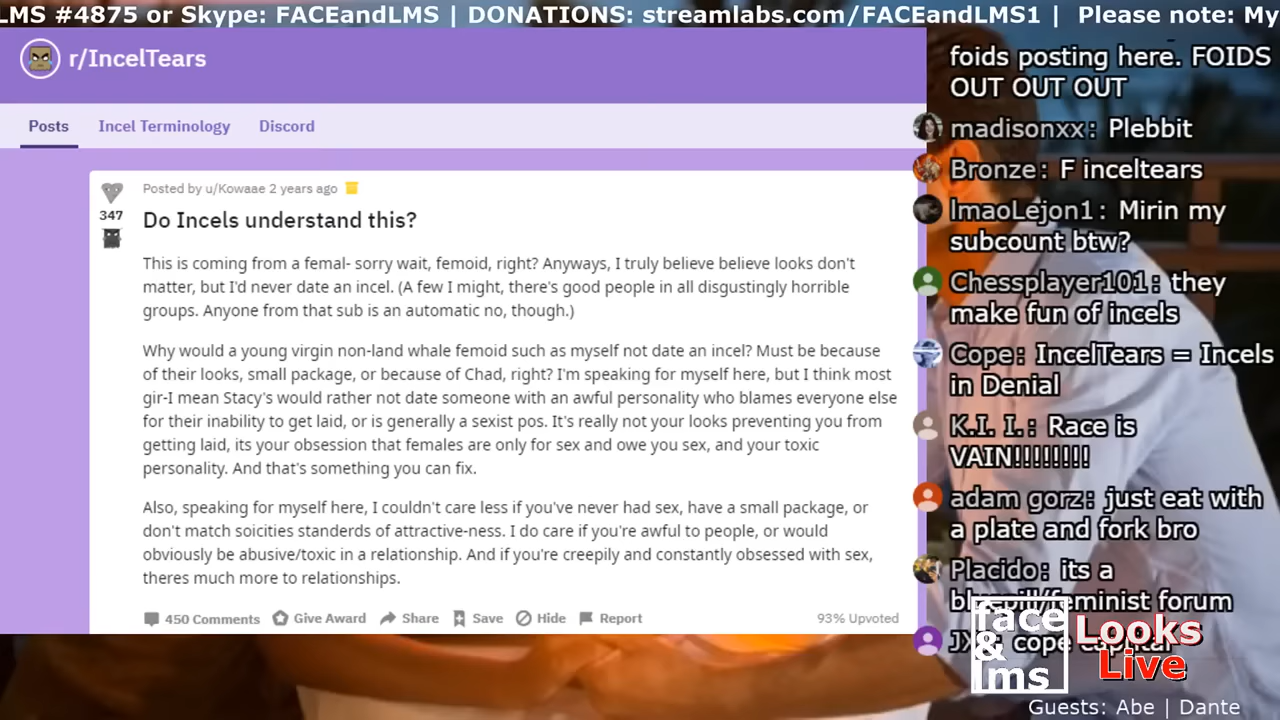 LMS #4875 or Skype: FACEandLMS | DONATIONS: streamlabs.com/FACEandLMS1 | Please note: My
r/IncelTears
Posts Incel Terminology Discord
Posted by u/Kowaae 2 years ago
347
Do Incels understand this?
This is coming from a femal- sorry wait, femoid, right? Anyways, I truly believe believe looks don't
matter, but I'd never date an incel. (A few I might, there's good people in all disgustingly horrible
groups. Anyone from that sub is an automatic no, though.)
Why would a young virgin non-land whale femoid such as myself not date an incel? Must be because
of their looks, small package, or because of Chad, right? I'm speaking for myself here, but I think most
gir-I mean Stacy's would rather not date someone with an awful personality who blames everyone else
for their inability to get laid, or is generally a sexist pos. It's really not your looks preventing you from
getting laid, its your obsession that females are only for sex and owe you sex, and your toxic
personality. And that's something you can fix.
Also, speaking for myself here, I couldn't care less if you've never had sex, have a small package, or
don't match soicities standerds of attractive-ness. I do care if you're awful to people, or would
obviously be abusive/toxic in a relationship. And if you're creepily and constantly obsessed with sex,
theres much more to relationships.
450 Comments Give Award Share Save Hide Report 93% Upvoted
foids posting here. FOIDS
OUT OUT OUT
madisonxx: Plebbit
Bronze: F inceltears
lmaoLejon1: Mirin my
subcount btw?
Chessplayer101: they
make fun of incels
Cope: IncelTears = Incels
in Denial
K.I. I.: Race is
VAIN!!!!!!!!
adam gorz: just eat with
a plate and fork bro
Placido: its a
bluepill/feminist forum
cope
face
&
lms
Looks
Live
Guests: Abe | Dante